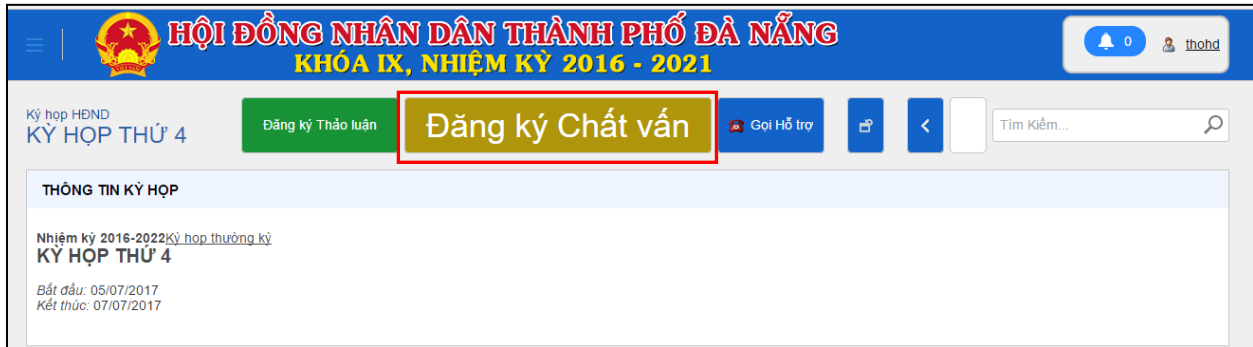 HỘI ĐỒNG NHÂN DÂN THÀNH PHỐ ĐÀ NẴNG
KHÓA IX, NHIỆM KỲ 2016 - 2021
0 thohd
Kỳ họp HĐND
KỲ HỌP THỨ 4
Đăng ký Thảo luận
Đăng ký Chất vấn
Gọi Hỗ trợ
Tìm Kiếm...
THÔNG TIN KỲ HỌP
Nhiệm kỳ 2016-2022Kỳ họp thường kỳ
KỲ HỌP THỨ 4
Bắt đầu: 05/07/2017
Kết thúc: 07/07/2017